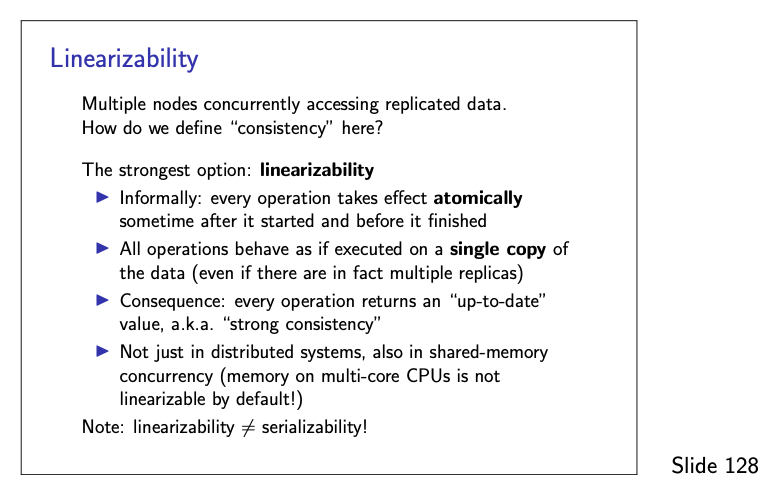 Linearizability
Multiple nodes concurrently accessing replicated data.
How do we define “consistency” here?
The strongest option: linearizability
▶ Informally: every operation takes effect atomically
sometime after it started and before it finished
▶ All operations behave as if executed on a single copy of
the data (even if there are in fact multiple replicas)
▶ Consequence: every operation returns an “up-to-date”
value, a.k.a. “strong consistency”
▶ Not just in distributed systems, also in shared-memory
concurrency (memory on multi-core CPUs is not
linearizable by default!)
Note: linearizability ≠ serializability!
Slide 128